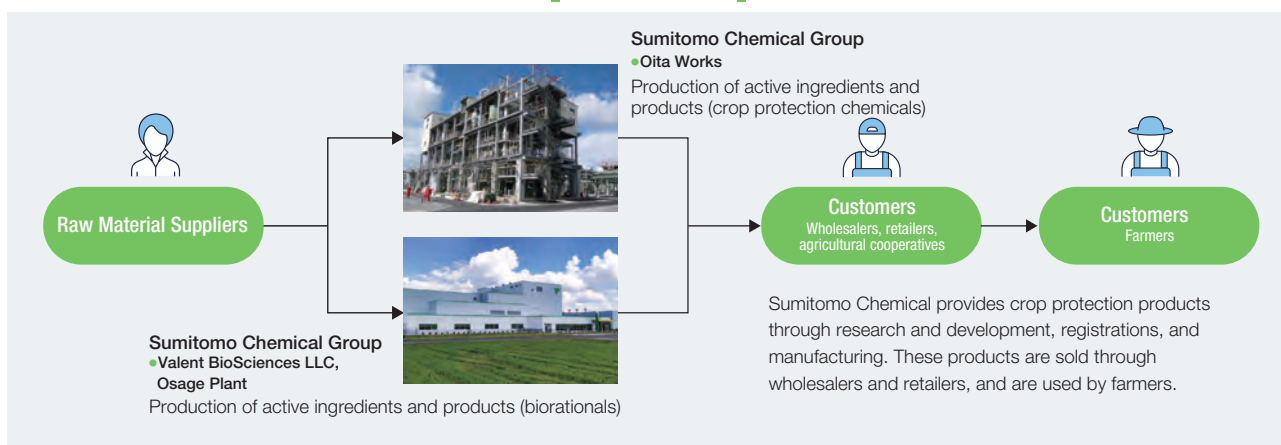 Sumitomo Chemical Group
●Oita Works
Production of active ingredients and
products (crop protection chemicals)
Raw Material Suppliers
Customers
Wholesalers, retailers,
agricultural cooperatives
Customers
Farmers
Sumitomo Chemical Group
●Valent BioSciences LLC,
Osage Plant
Production of active ingredients and products (biorationals)
Sumitomo Chemical provides crop protection products
through research and development, registrations, and
manufacturing. These products are sold through
wholesalers and retailers, and are used by farmers.